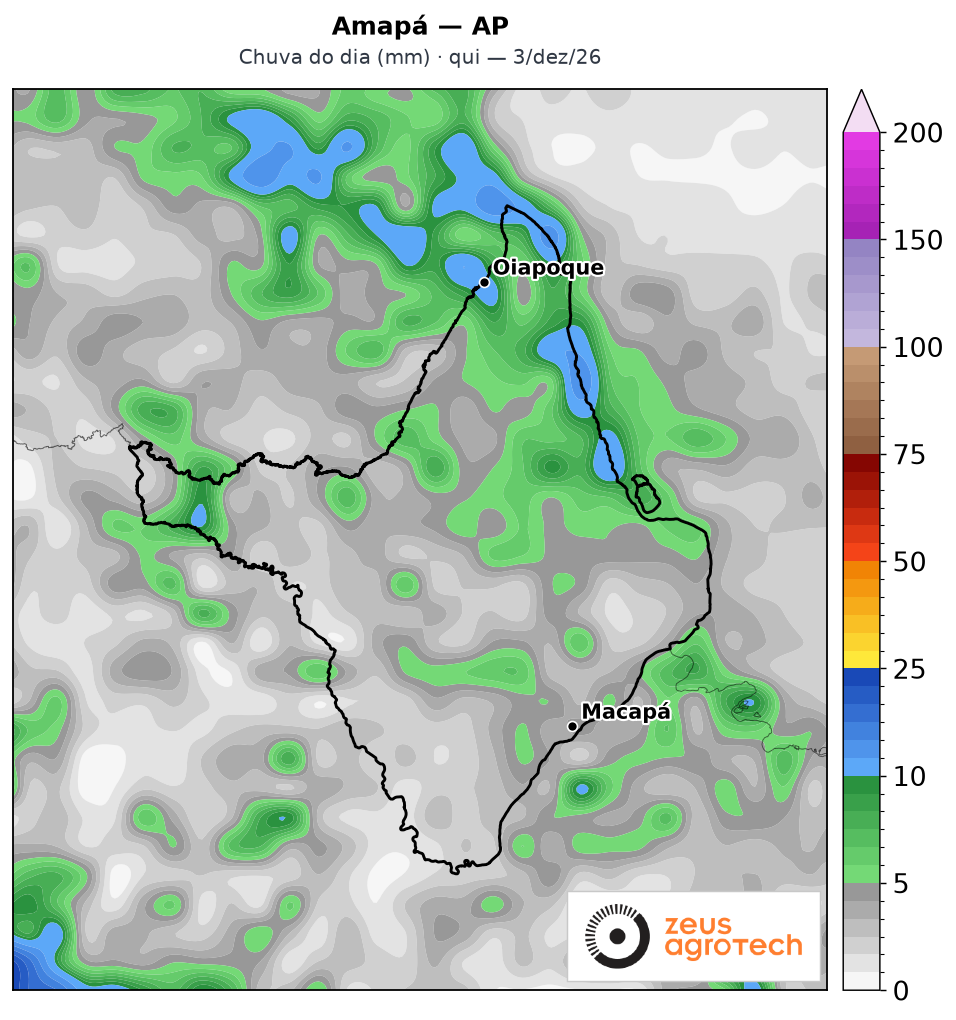 Amapá — AP
Chuva do dia (mm) · qui — 3/dez/26
200
150
100
75
50
25
10
5
0
Oiapoque
Macapá
zeus
agrotech